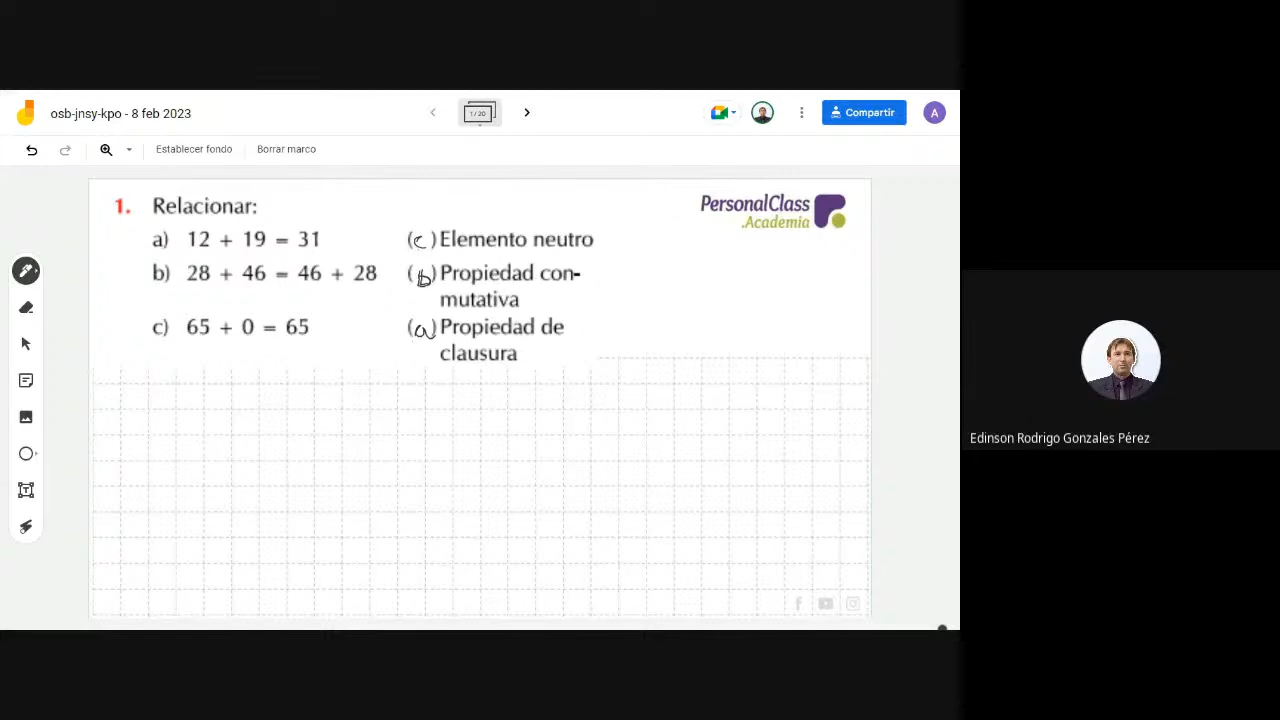 osb-jnsy-kpo - 8 feb 2023
1 / 20
Compartir
A
Establecer fondo
Borrar marco
1. Relacionar:
PersonalClass
.Academia
a) 12 + 19 = 31 (c) Elemento neutro
b) 28 + 46 = 46 + 28 (b) Propiedad con-
mutativa
c) 65 + 0 = 65 (a) Propiedad de
clausura
Edinson Rodrigo Gonzales Pérez